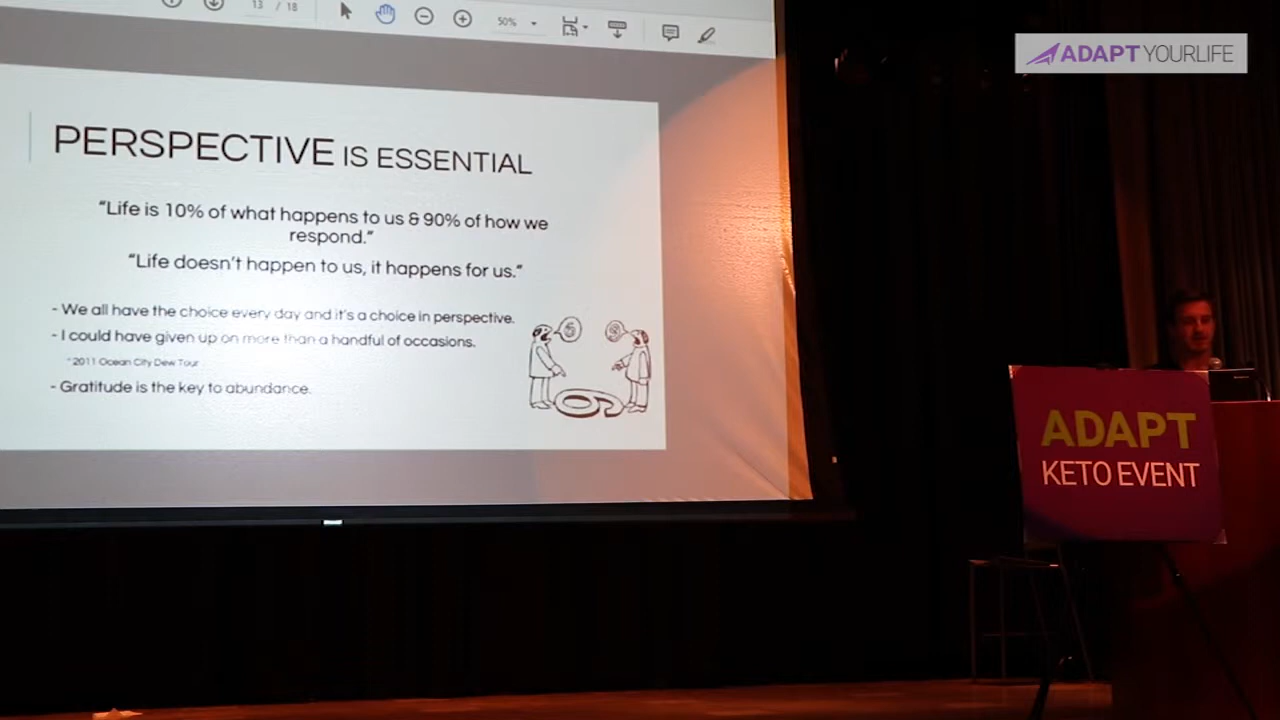 13 / 18
50%
ADAPTYOURLIFE
PERSPECTIVE IS ESSENTIAL
“Life is 10% of what happens to us & 90% of how we
respond.”
“Life doesn't happen to us, it happens for us.”
- We all have the choice every day and it's a choice in perspective.
- I could have given up on more than a handful of occasions.
* 2011 Ocean City Dew Tour
- Gratitude is the key to abundance.
6
ADAPT
KETO EVENT